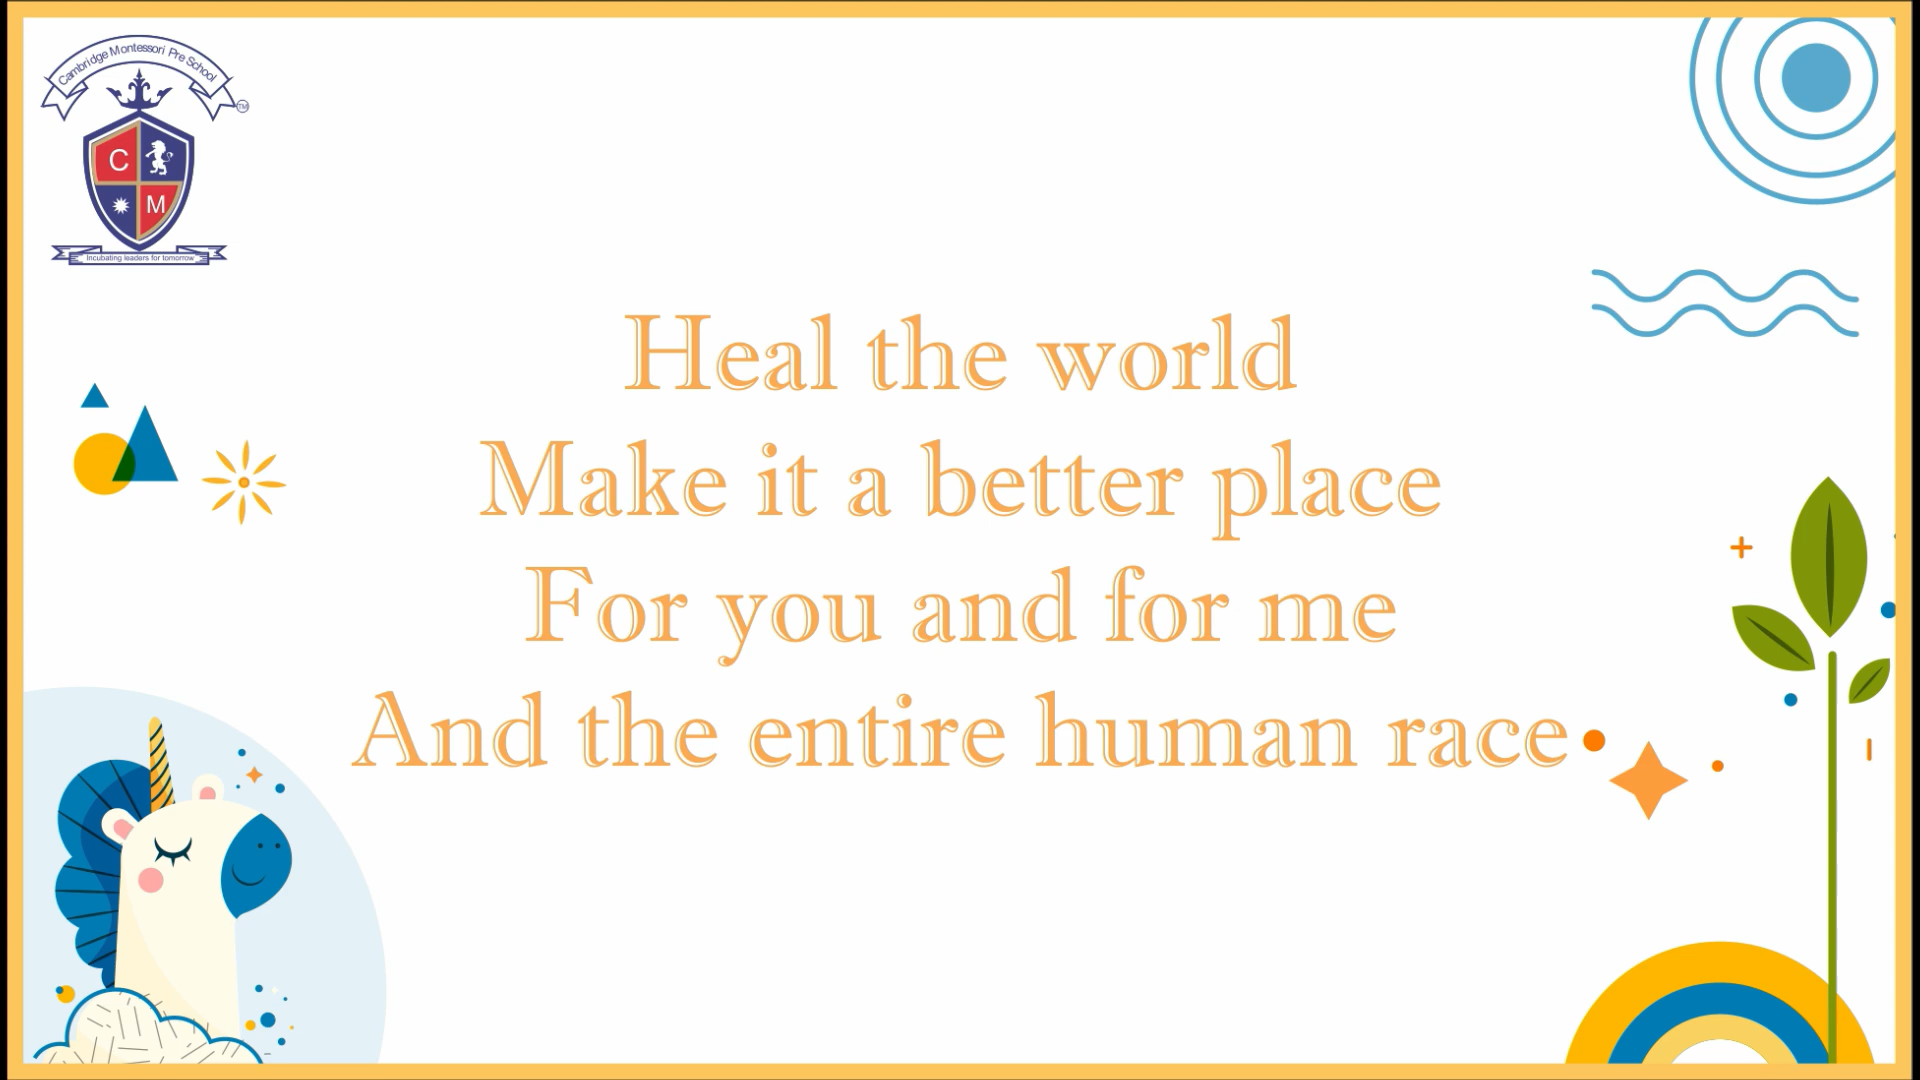 Cambridge Montessori Pre School
TM
C
M
Incubating leaders for tomorrow
Heal the world
Make it a better place
For you and for me
And the entire human race